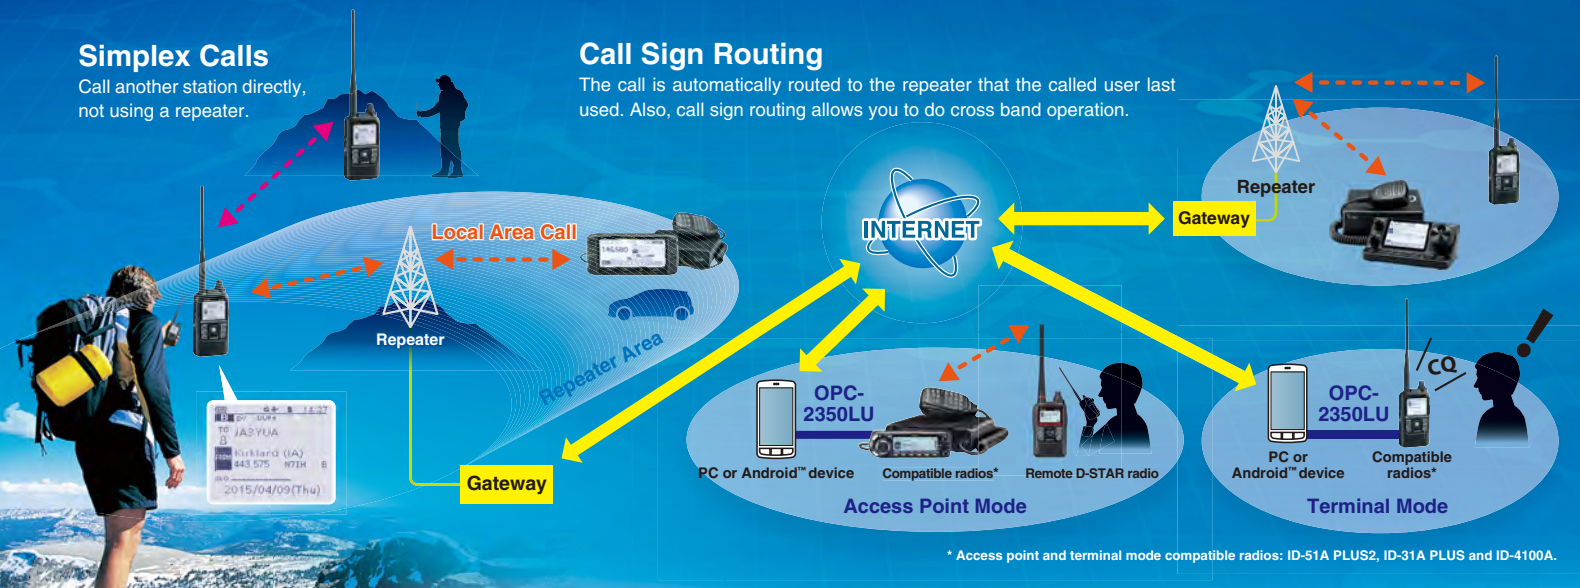 Simplex Calls
Call another station directly,
not using a repeater.
Call Sign Routing
The call is automatically routed to the repeater that the called user last
used. Also, call sign routing allows you to do cross band operation.
Local Area Call
Repeater
Repeater Area
Gateway
INTERNET
Repeater
Gateway
14:27
TO
JA3YUA
FROM
Kirkland (IA)
443.575 N7IH B
2015/04/09(Thu)
OPC-
2350LU
PC or Android™ device
Compatible radios*
Remote D-STAR radio
Access Point Mode
CQ
OPC-
2350LU
PC or
Android™ device
Compatible
radios*
Terminal Mode
* Access point and terminal mode compatible radios: ID-51A PLUS2, ID-31A PLUS and ID-4100A.